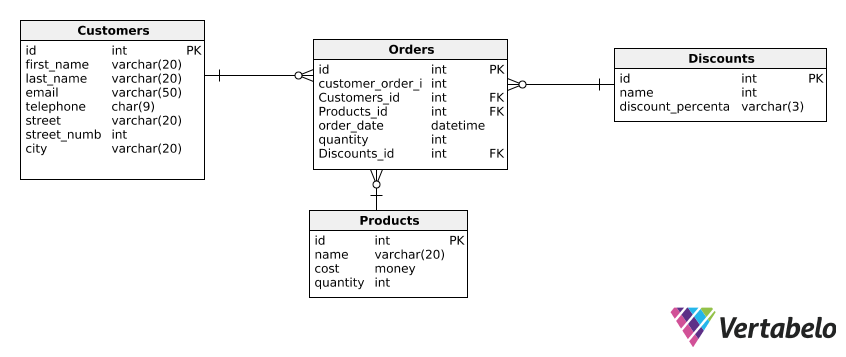 Customers
id int PK
first_name varchar(20)
last_name varchar(20)
email varchar(50)
telephone char(9)
street varchar(20)
street_numb int
city varchar(20)
Orders
id int PK
customer_order_i int
Customers_id int FK
Products_id int FK
order_date datetime
quantity int
Discounts_id int FK
Discounts
id int PK
name int
discount_percenta varchar(3)
Products
id int PK
name varchar(20)
cost money
quantity int
Vertabelo